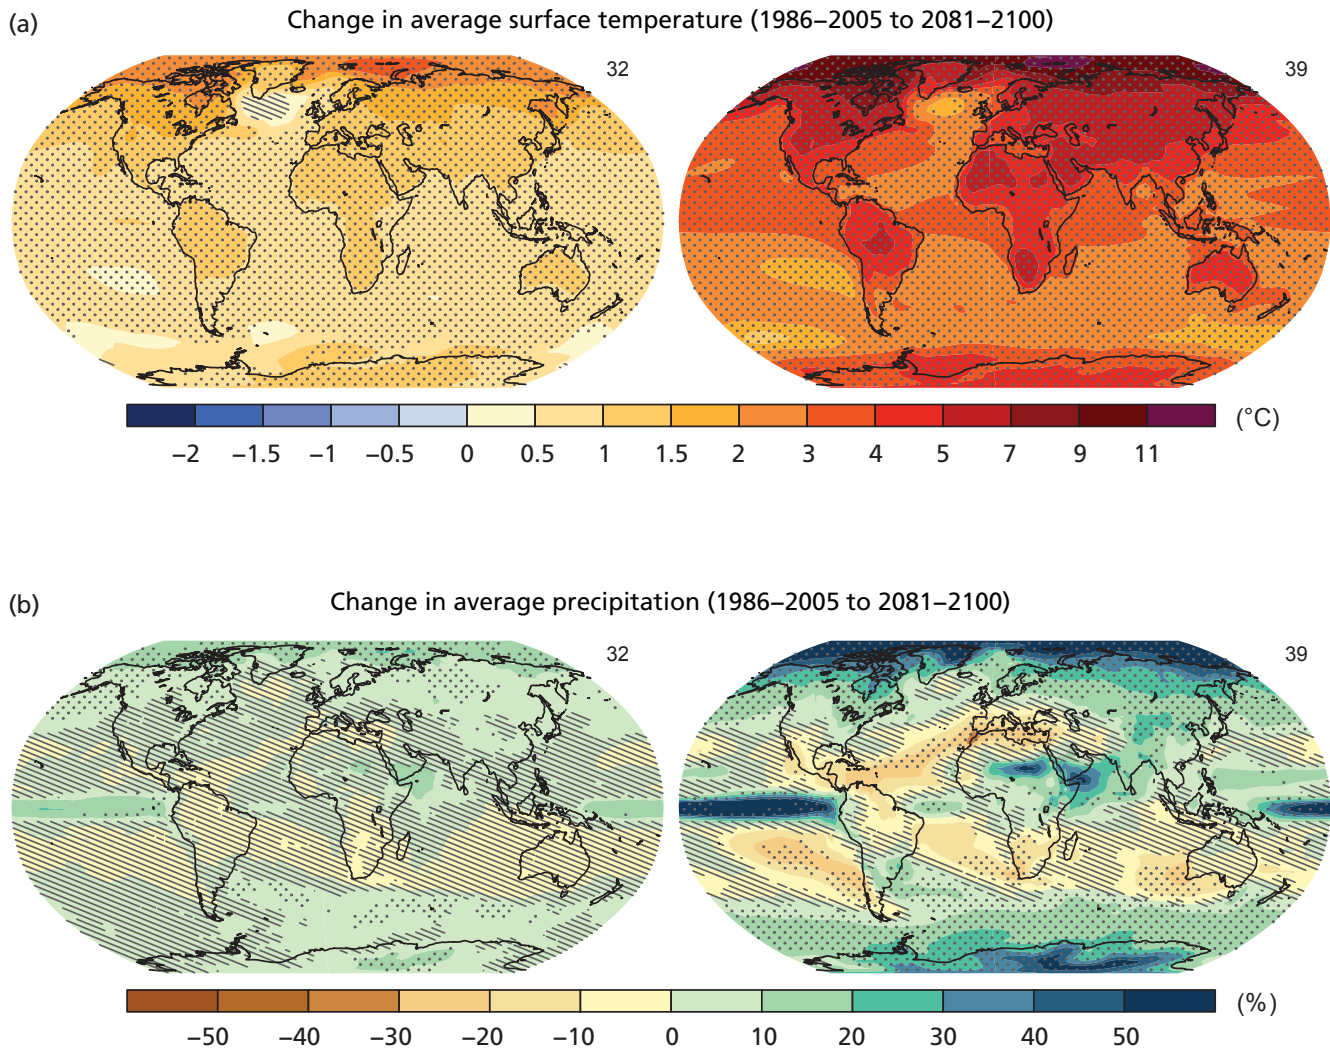 (a)
Change in average surface temperature (1986–2005 to 2081–2100)
32
39
−2 −1.5 −1 −0.5 0 0.5 1 1.5 2 3 4 5 7 9 11 (°C)
(b)
Change in average precipitation (1986–2005 to 2081–2100)
32
39
−50 −40 −30 −20 −10 0 10 20 30 40 50 (%)